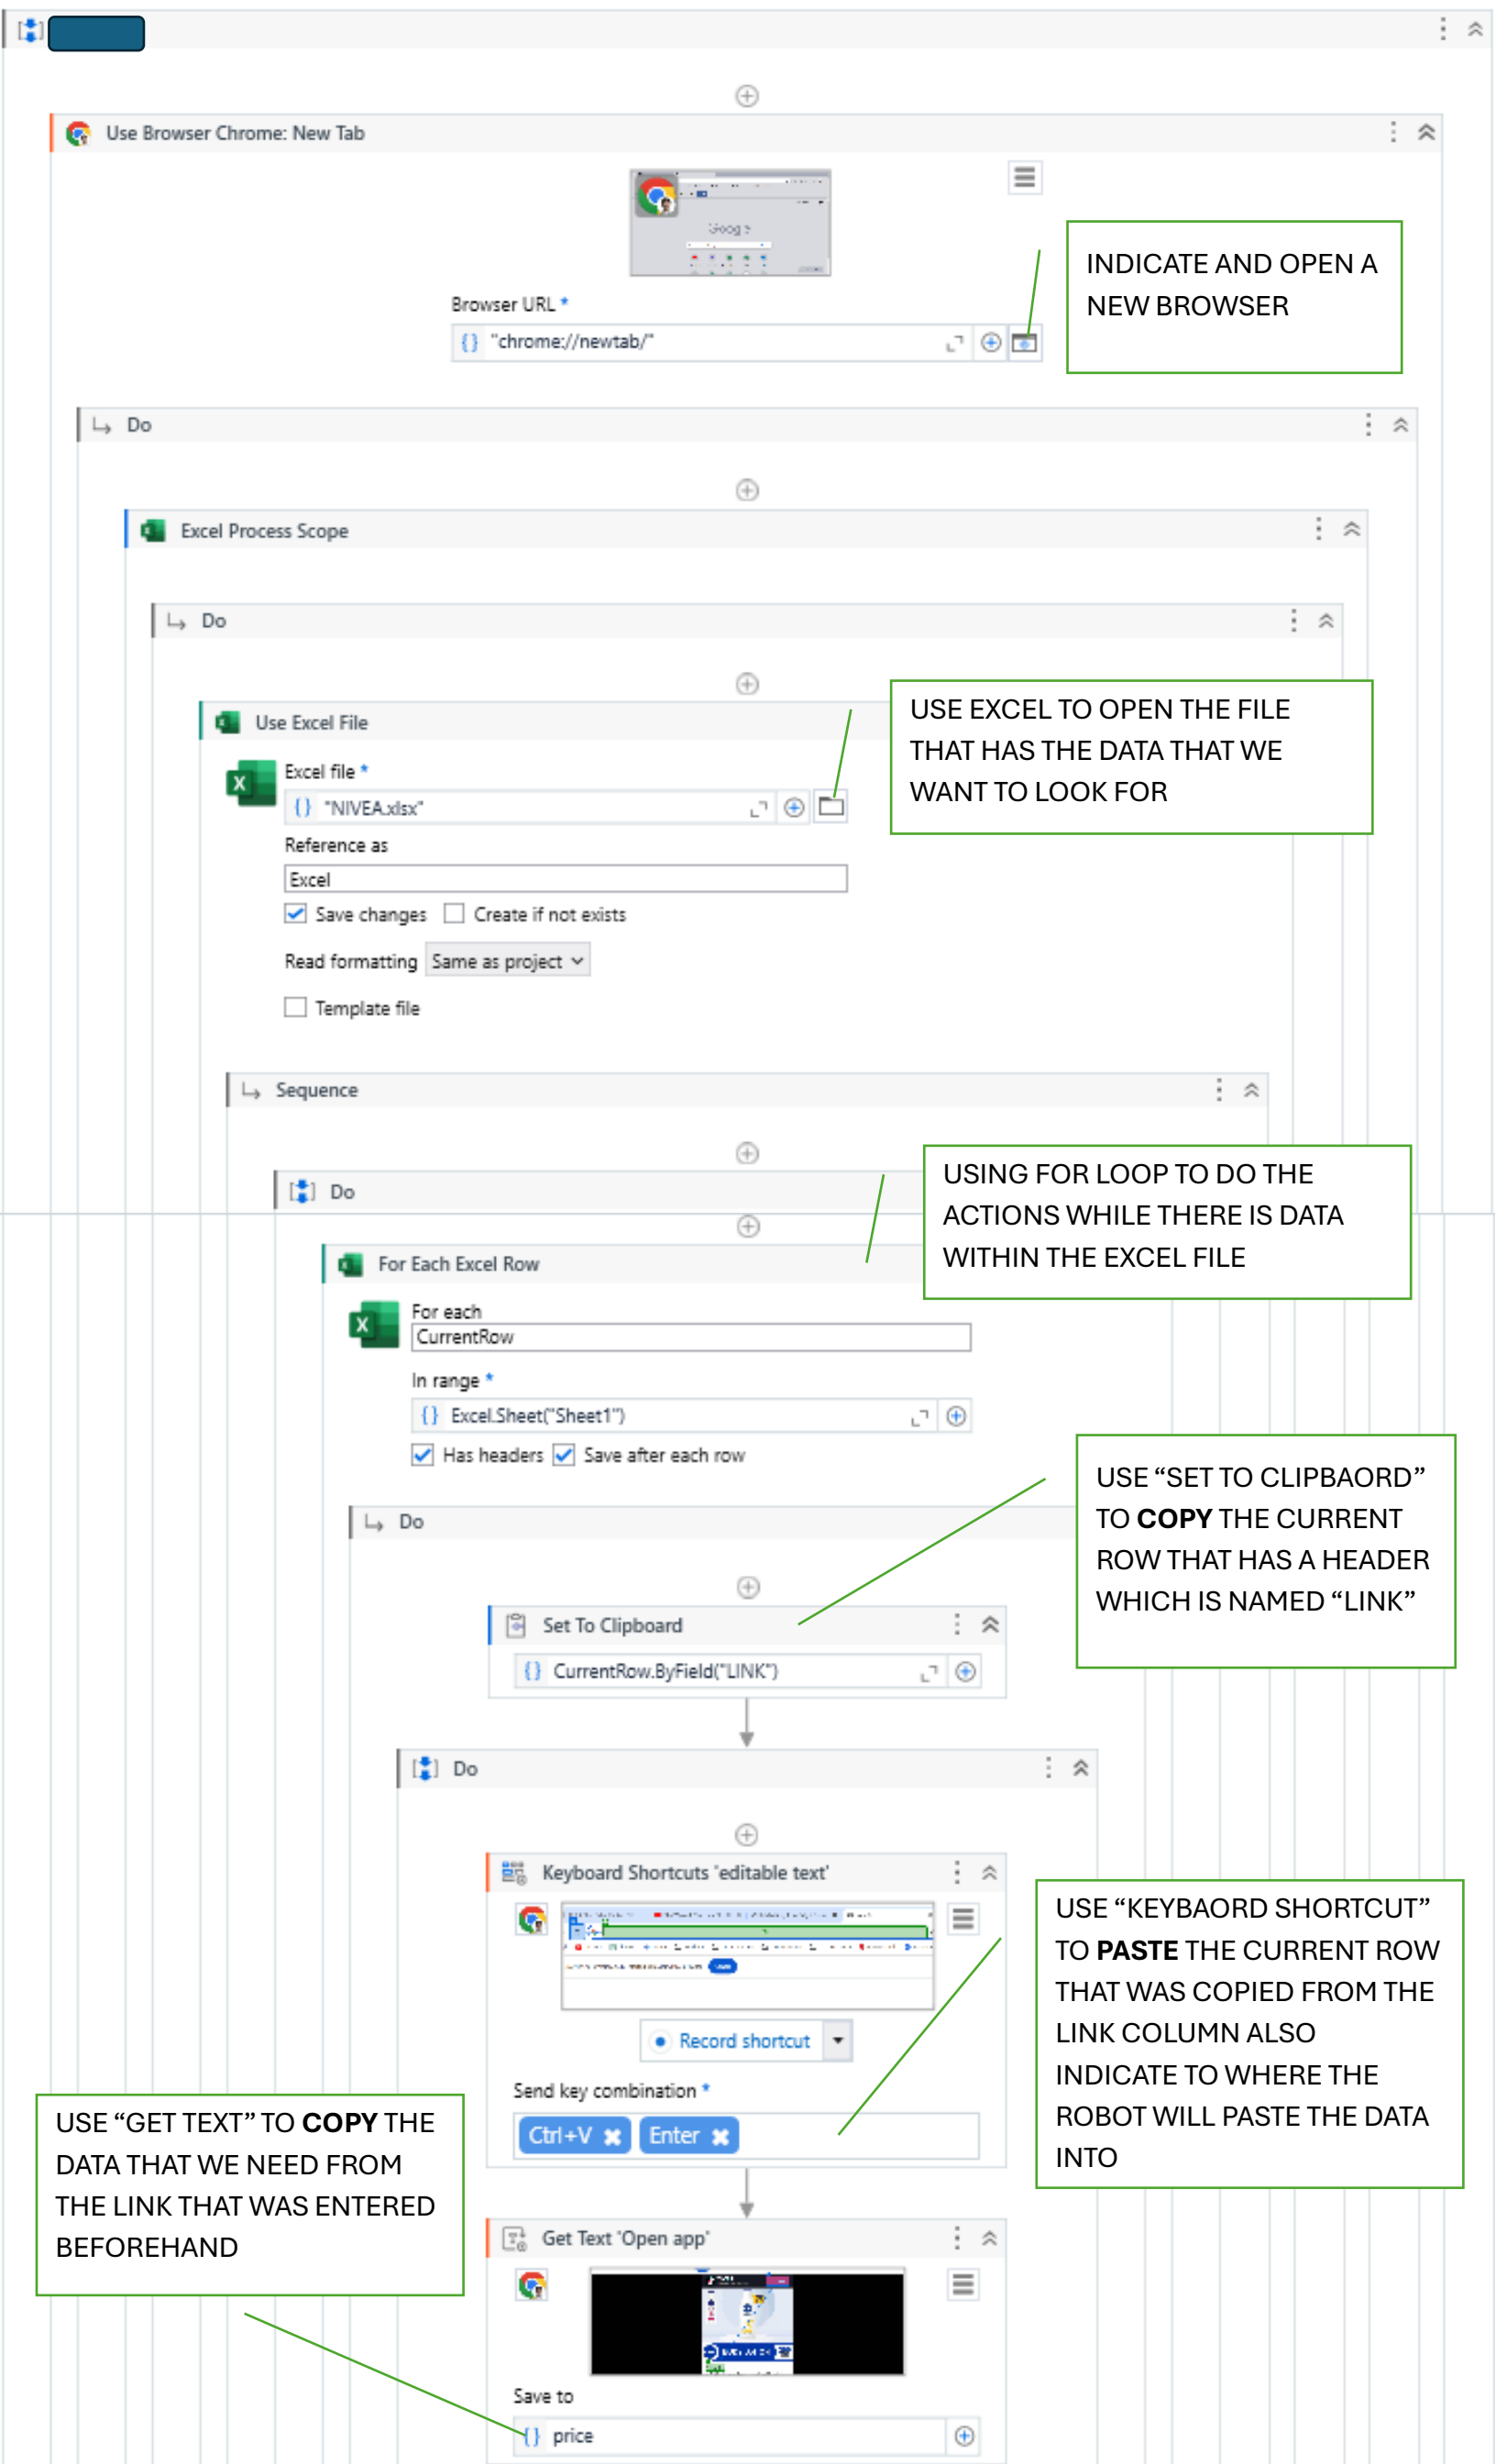 Use Browser Chrome: New Tab
Google
INDICATE AND OPEN A
NEW BROWSER
Browser URL *
"chrome://newtab/"
Do
Excel Process Scope
Do
Use Excel File
USE EXCEL TO OPEN THE FILE
THAT HAS THE DATA THAT WE
WANT TO LOOK FOR
Excel file *
"NIVEA.xlsx"
Reference as
Excel
Save changes Create if not exists
Read formatting Same as project
Template file
Sequence
Do
USING FOR LOOP TO DO THE
ACTIONS WHILE THERE IS DATA
WITHIN THE EXCEL FILE
For Each Excel Row
For each
CurrentRow
In range *
Excel.Sheet("Sheet1")
Has headers Save after each row
USE “SET TO CLIPBAORD”
TO COPY THE CURRENT
ROW THAT HAS A HEADER
WHICH IS NAMED “LINK”
Do
Set To Clipboard
CurrentRow.ByField("LINK")
Do
Keyboard Shortcuts 'editable text'
USE “KEYBAORD SHORTCUT”
TO PASTE THE CURRENT ROW
THAT WAS COPIED FROM THE
LINK COLUMN ALSO
INDICATE TO WHERE THE
ROBOT WILL PASTE THE DATA
INTO
Record shortcut
Send key combination *
Ctrl+V Enter
USE “GET TEXT” TO COPY THE
DATA THAT WE NEED FROM
THE LINK THAT WAS ENTERED
BEFOREHAND
Get Text 'Open app'
Save to
price